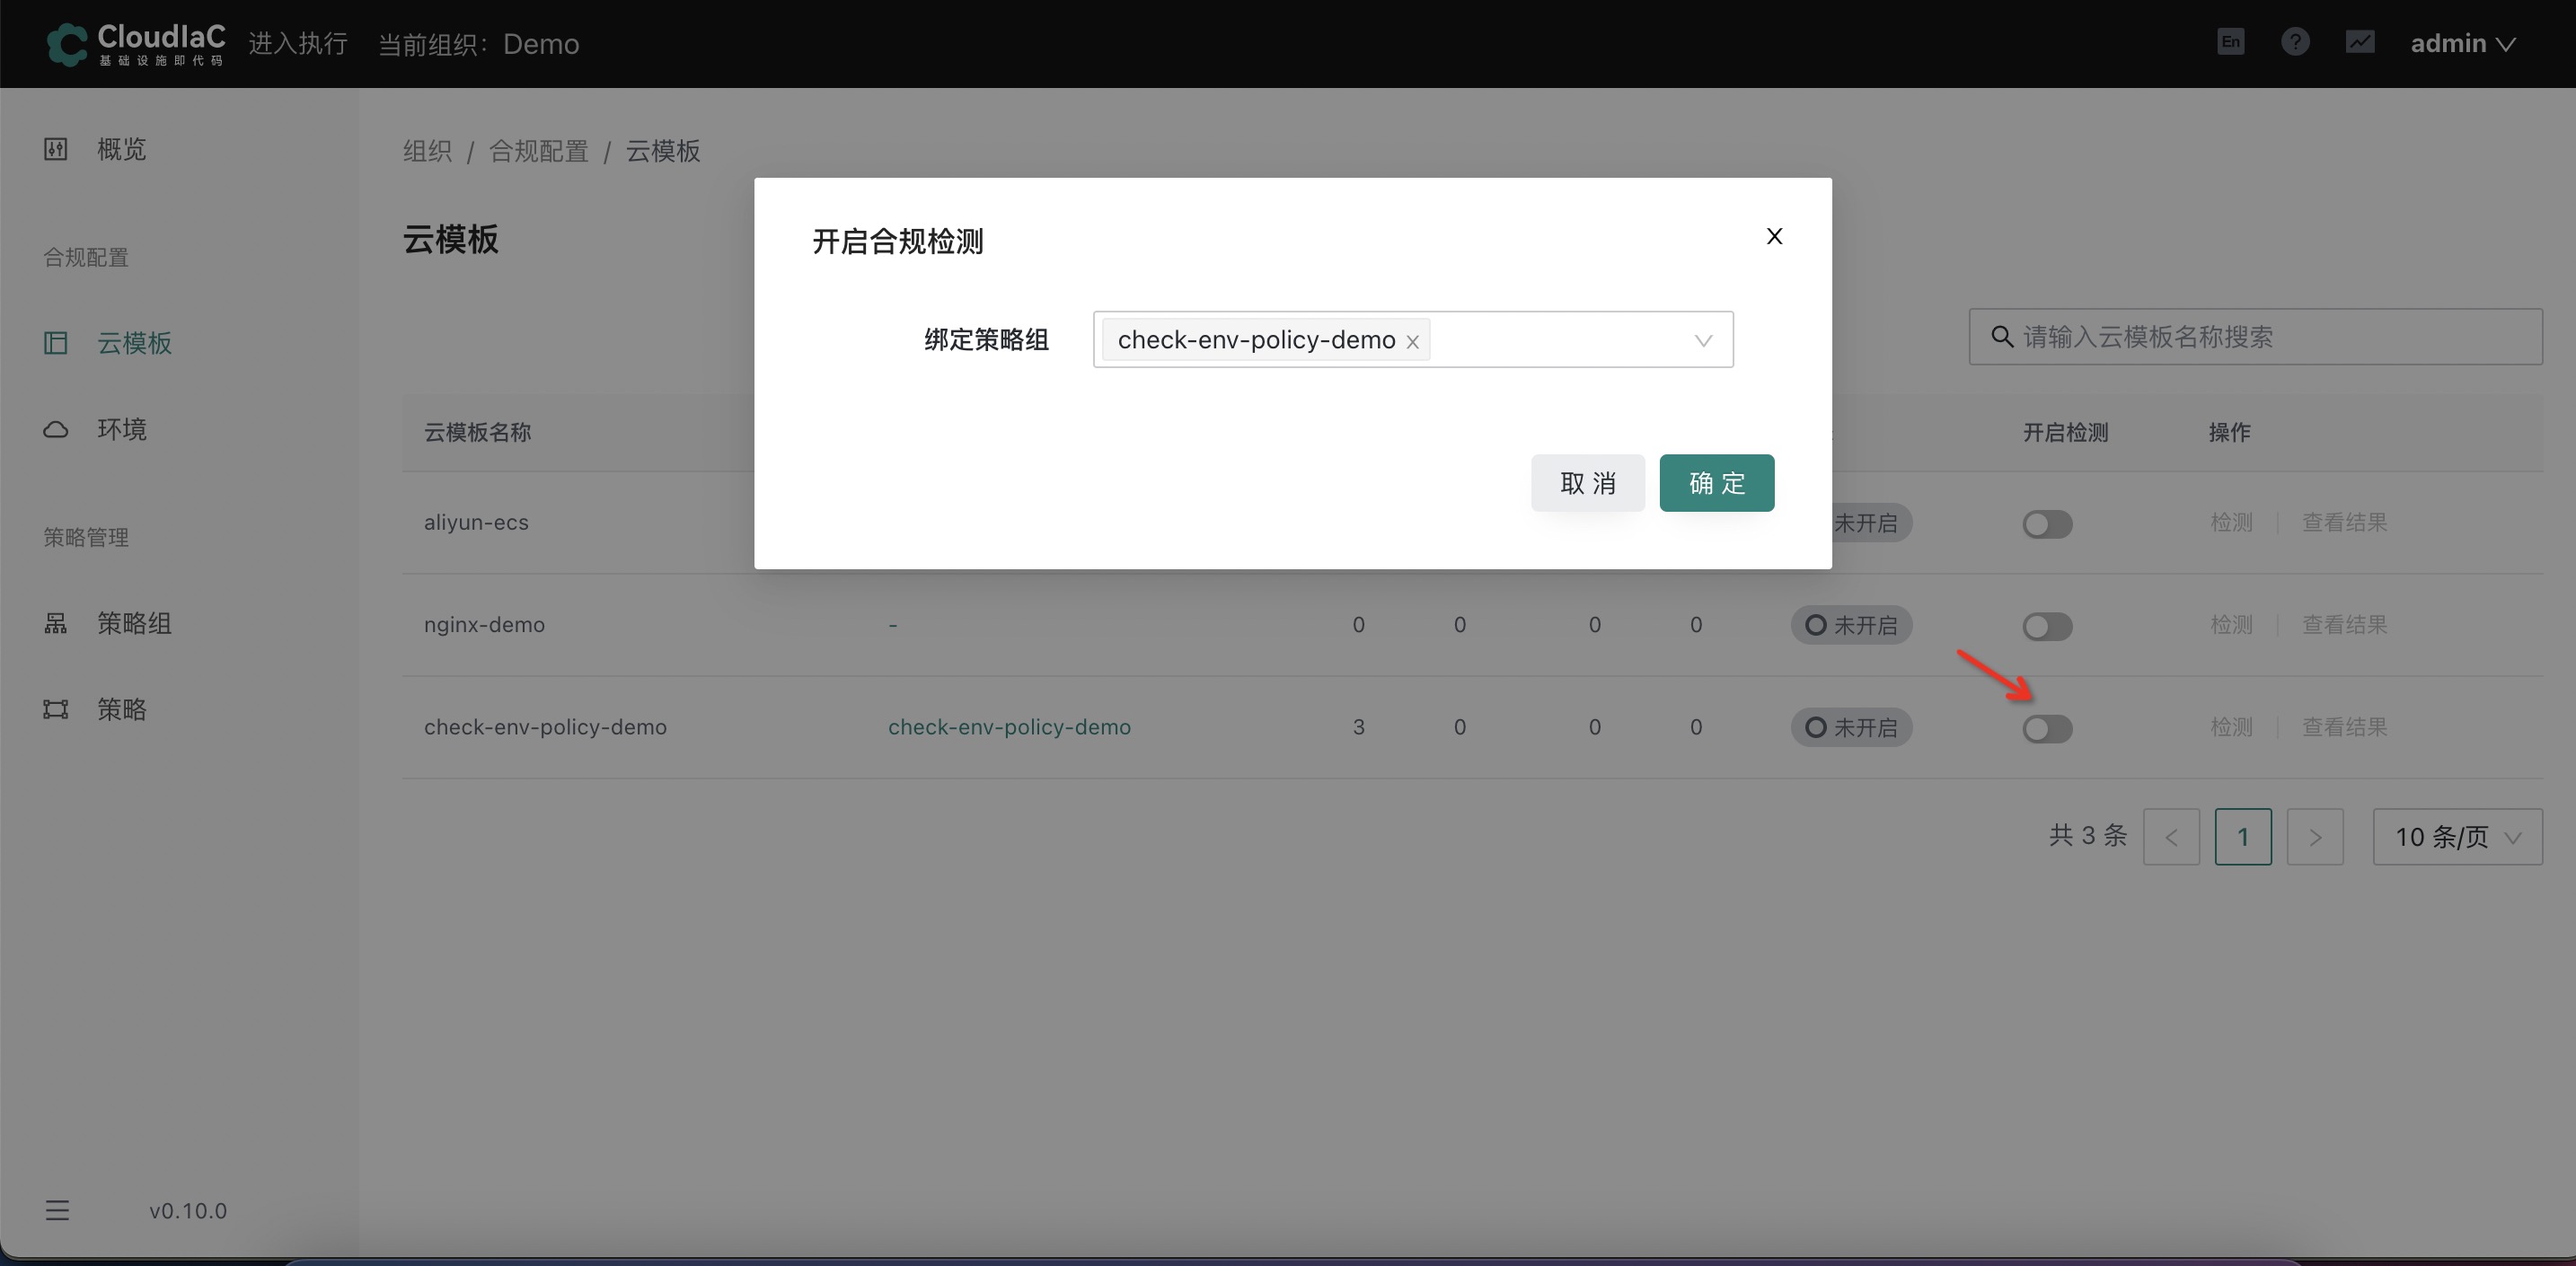 CloudIaC
基础设施即代码
进入执行
当前组织：Demo
En
?
admin
概览
合规配置
云模板
环境
策略管理
策略组
策略
v0.10.0
组织 / 合规配置 / 云模板
云模板
请输入云模板名称搜索
开启合规检测
X
绑定策略组
check-env-policy-demo x
取 消
确 定
云模板名称 开启检测 操作
aliyun-ecs 未开启 检测 查看结果
nginx-demo - 0 0 0 0 未开启 检测 查看结果
check-env-policy-demo check-env-policy-demo 3 0 0 0 未开启 检测 查看结果
共 3 条 < 1 > 10 条/页